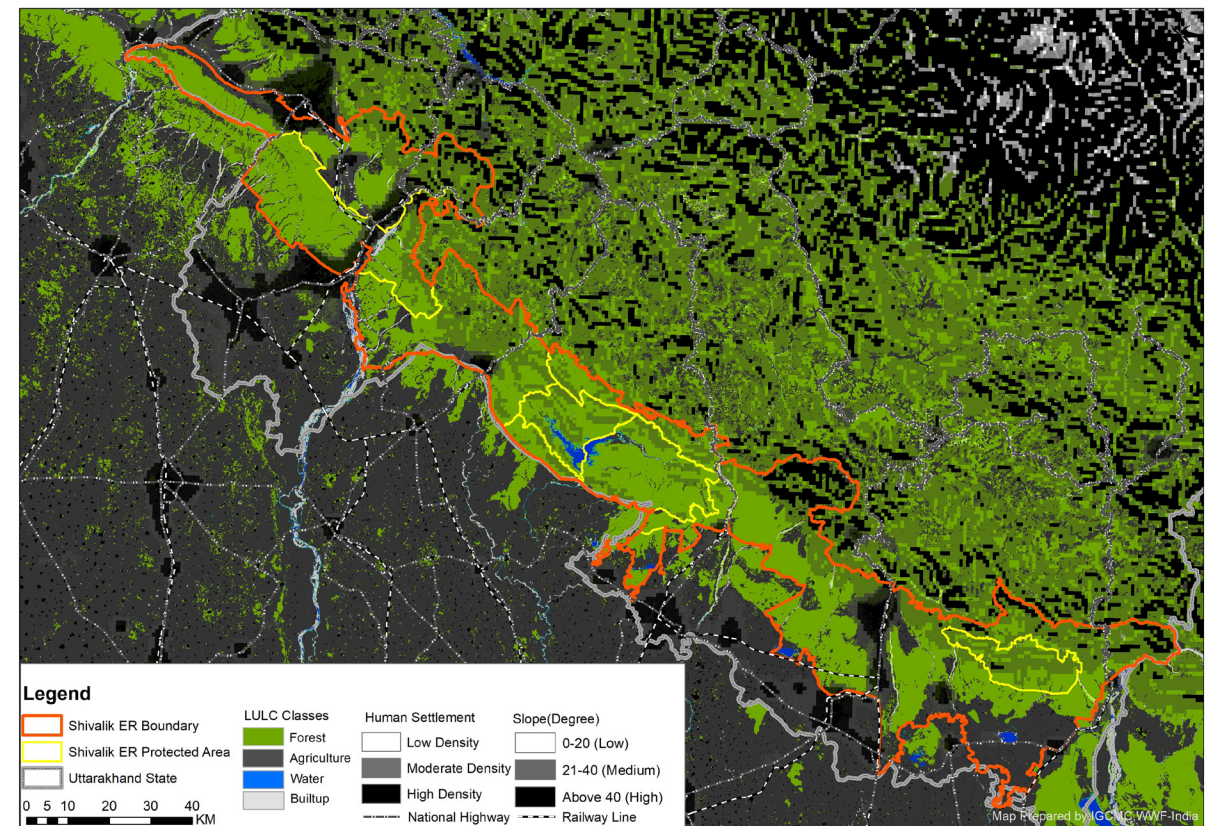 Legend
Shivalik ER Boundary
Shivalik ER Protected Area
Uttarakhand State
0 5 10 20 30 40
KM
LULC Classes
Forest
Agriculture
Water
Builtup
Human Settlement
Low Density
Moderate Density
High Density
National Highway
Slope(Degree)
0-20 (Low)
21-40 (Medium)
Above 40 (High)
Railway Line
Map Prepared by IGCMC WWF-India